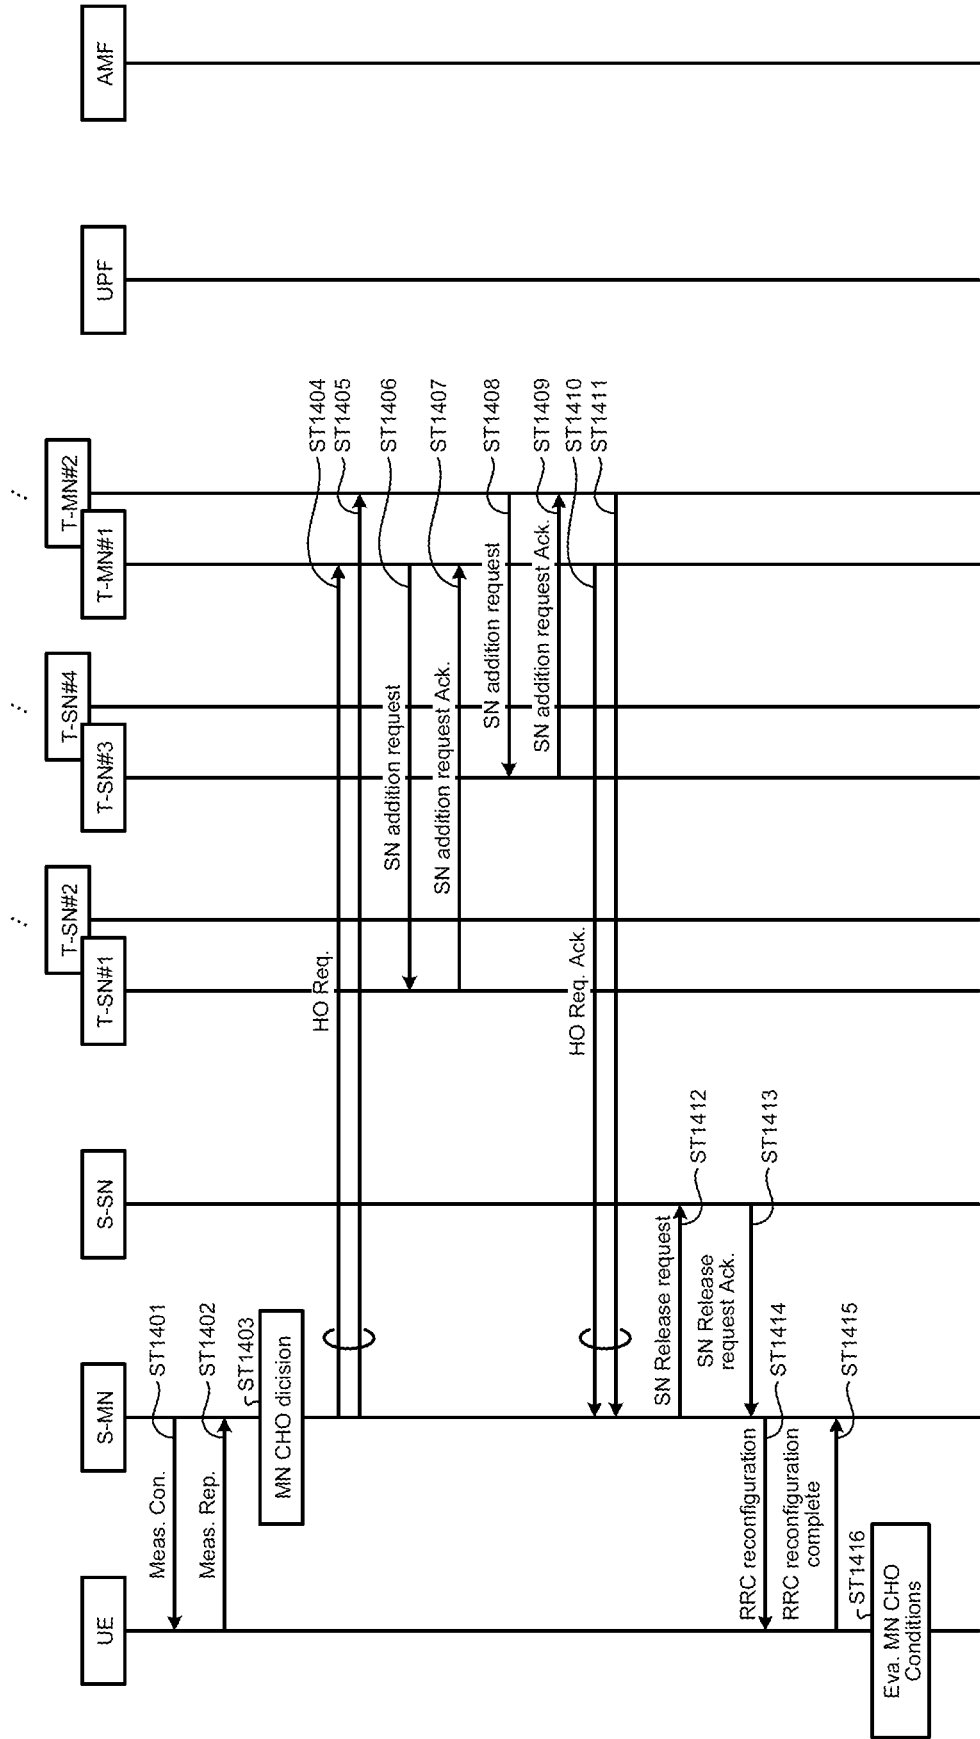 UE
S-MN
S-SN
T-SN#1
T-SN#2
⋮
T-SN#3
T-SN#4
⋮
T-MN#1
T-MN#2
⋮
UPF
AMF
Meas. Con.
ST1401
Meas. Rep.
ST1402
ST1403
MN CHO dicision
HO Req.
ST1404
ST1405
SN addition request
ST1406
SN addition request Ack.
ST1407
SN addition request
ST1408
SN addition request Ack.
ST1409
HO Req. Ack.
ST1410
ST1411
SN Release request
ST1412
SN Release
request Ack.
ST1413
RRC reconfiguration
ST1414
RRC reconfiguration
complete
ST1415
ST1416
Eva. MN CHO
Conditions